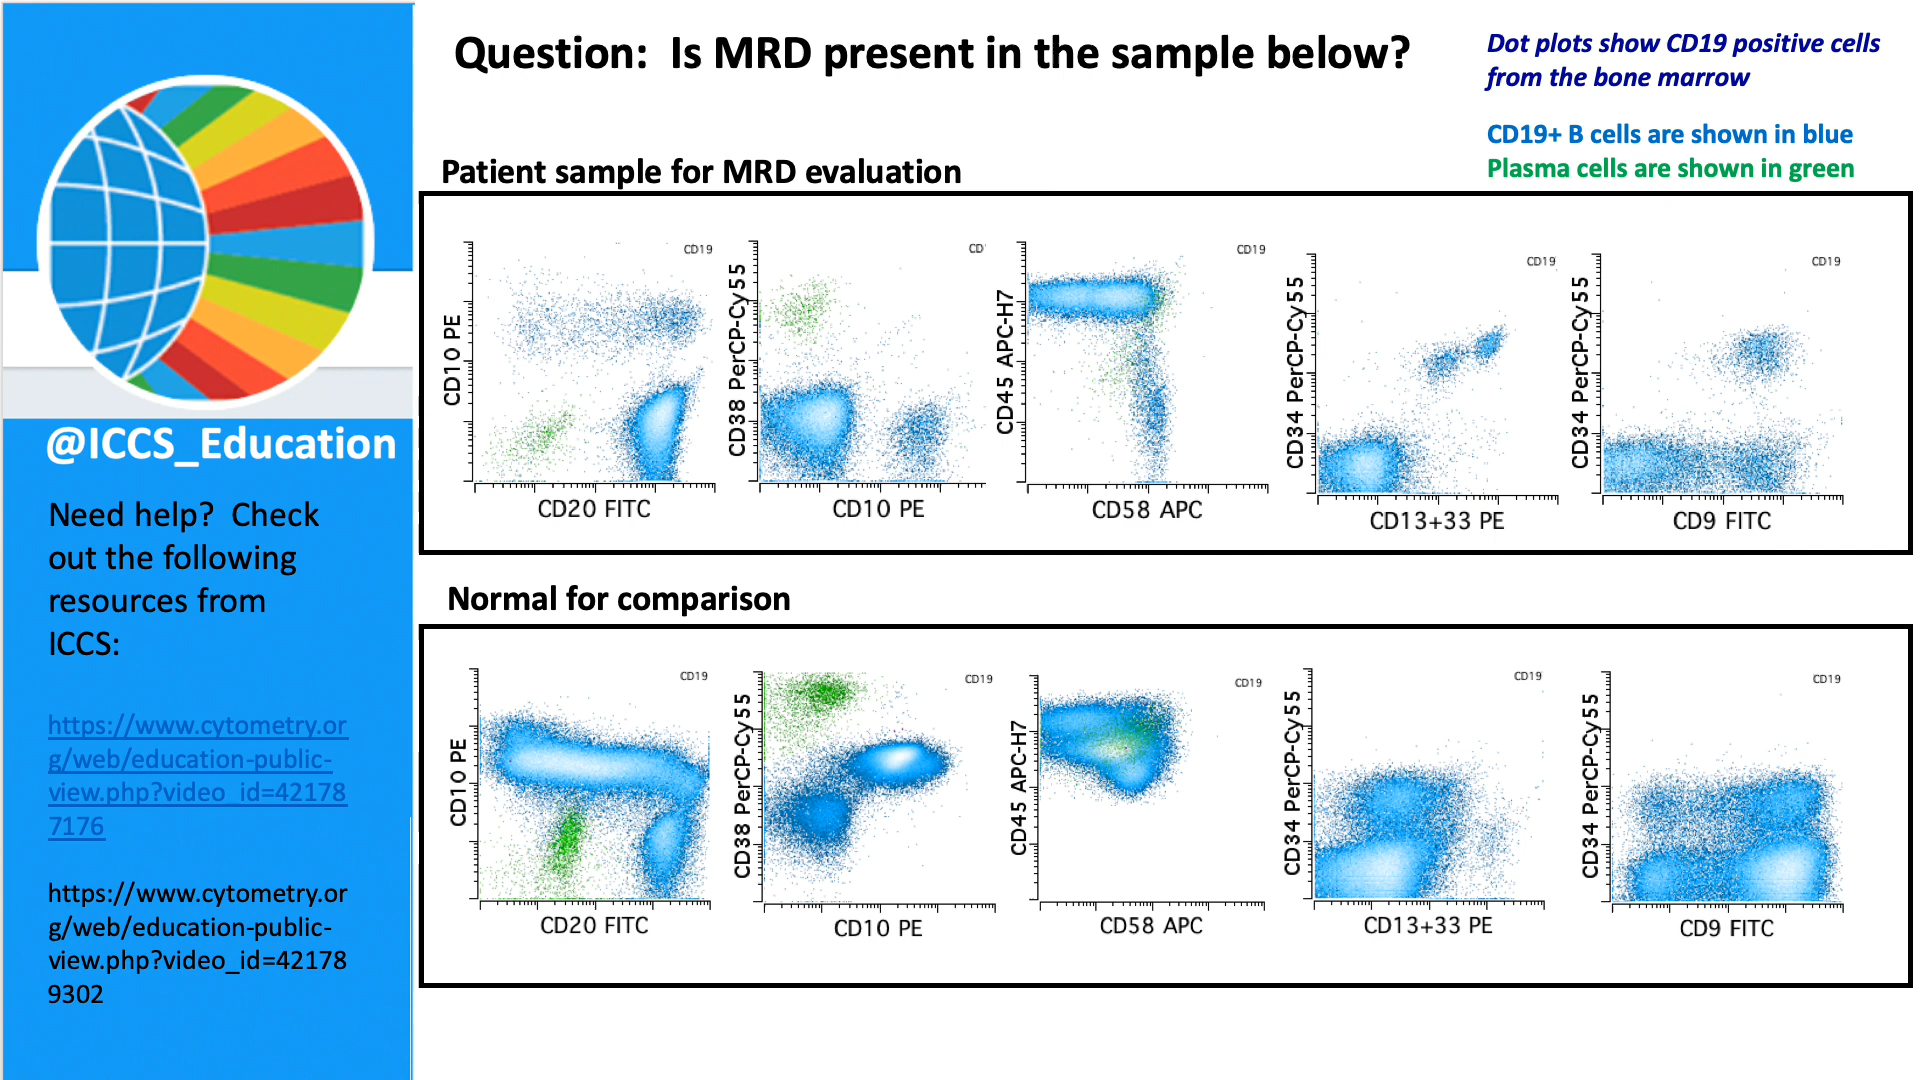 Question:  Is MRD present in the sample below?
Dot plots show CD19 positive cells
from the bone marrow
CD19+ B cells are shown in blue
Plasma cells are shown in green
Patient sample for MRD evaluation
CD19
CD10 PE
CD20 FITC
CD'
CD38 PerCP-Cy55
CD10 PE
CD19
CD45 APC-H7
CD58 APC
CD19
CD34 PerCP-Cy55
CD13+33 PE
CD19
CD34 PerCP-Cy55
CD9 FITC
Normal for comparison
CD19
CD10 PE
CD20 FITC
CD19
CD38 PerCP-Cy55
CD10 PE
CD19
CD45 APC-H7
CD58 APC
CD19
CD34 PerCP-Cy55
CD13+33 PE
CD19
CD34 PerCP-Cy55
CD9 FITC
@ICCS_Education
Need help?  Check
out the following
resources from
ICCS:
https://www.cytometry.or
g/web/education-public-
view.php?video_id=42178
7176
https://www.cytometry.or
g/web/education-public-
view.php?video_id=42178
9302